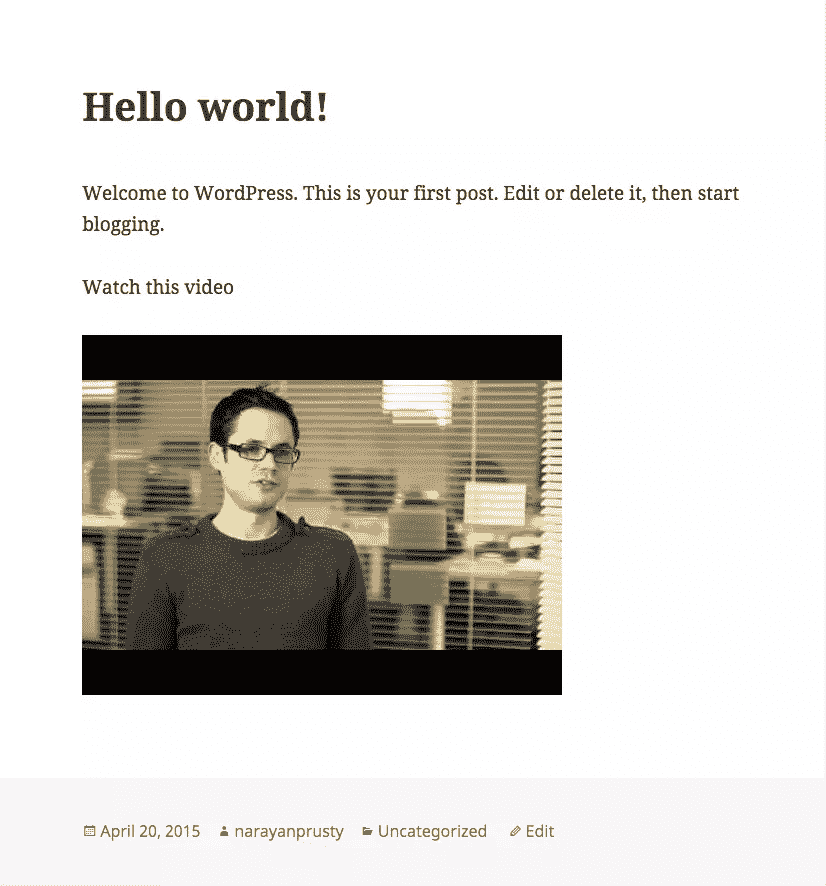 Hello world!
Welcome to WordPress. This is your first post. Edit or delete it, then start
blogging.
Watch this video
April 20, 2015 narayanprusty Uncategorized Edit